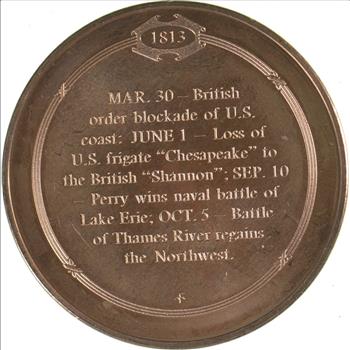 1813
MAR. 30 – British
order blockade of U.S.
coast: JUNE 1 – Loss of
U.S. frigate “Chesapeake” to
the British “Shannon”; SEP. 10
– Perry wins naval battle of
Lake Erie; OCT. 5 – Battle
of Thames River regains
the Northwest.